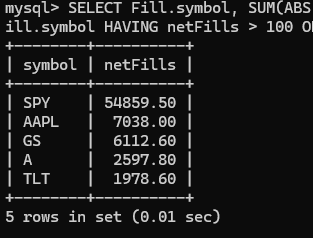 mysql> SELECT Fill.symbol, SUM(ABS
ill.symbol HAVING netFills > 100 O
+--------+----------+
| symbol | netFills |
+--------+----------+
| SPY    | 54859.50 |
| AAPL   |  7038.00 |
| GS     |  6112.60 |
| A      |  2597.80 |
| TLT    |  1978.60 |
+--------+----------+
5 rows in set (0.01 sec)